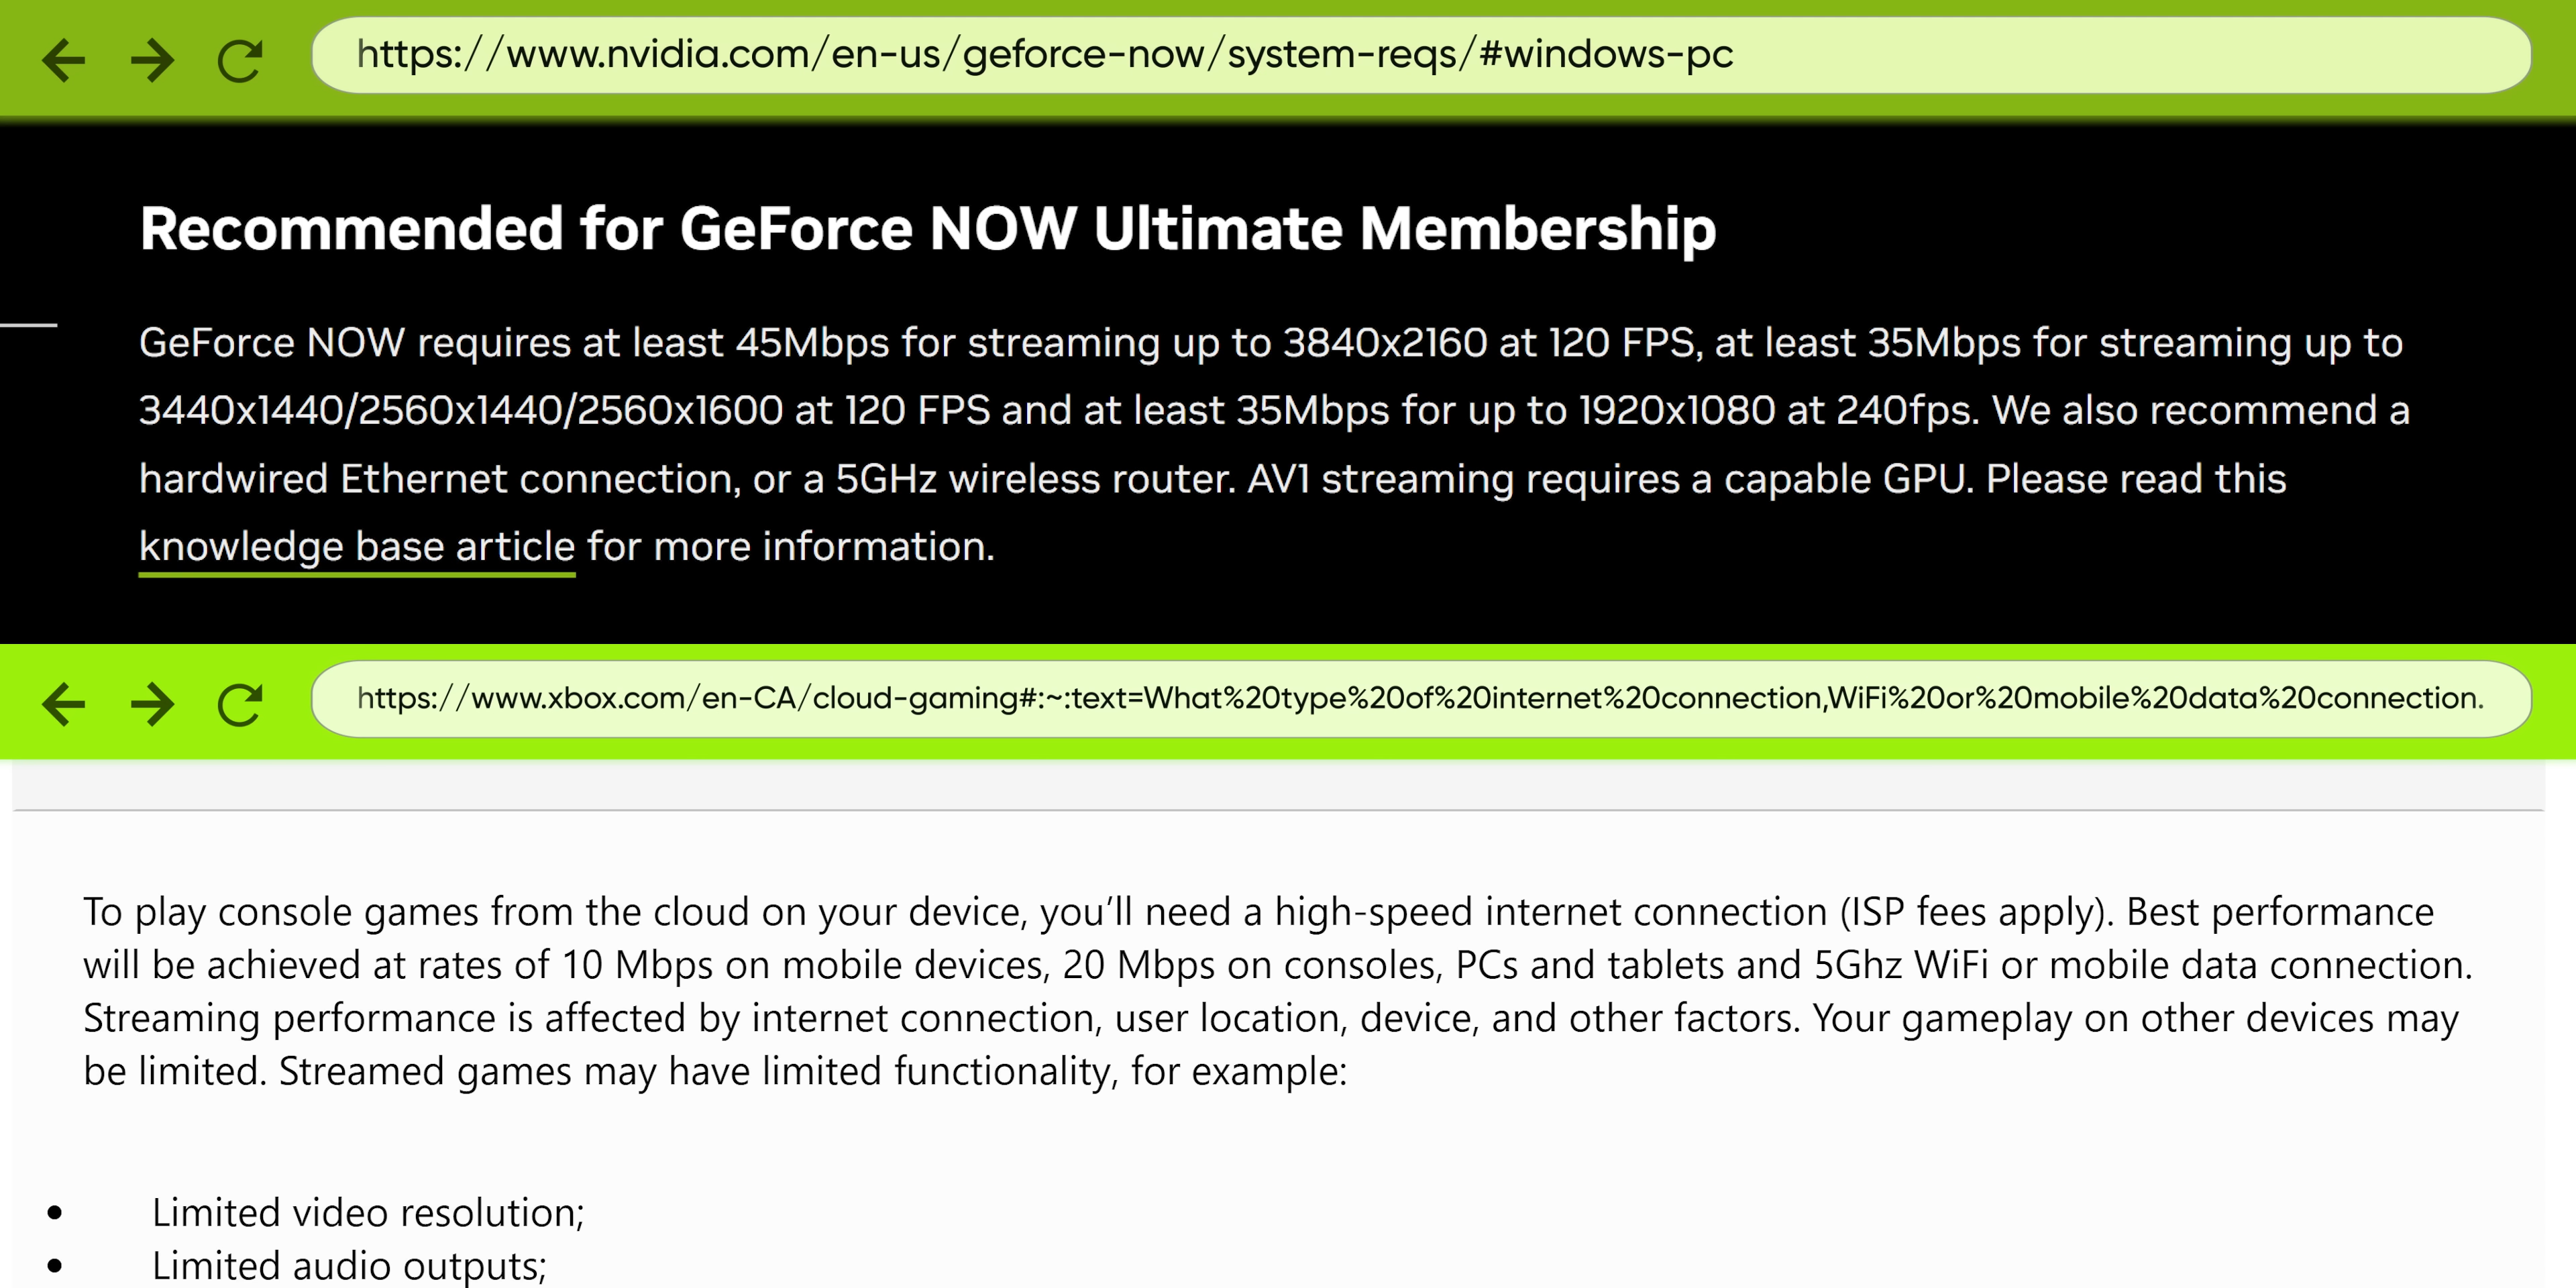 https://www.nvidia.com/en-us/geforce-now/system-reqs/#windows-pc
Recommended for GeForce NOW Ultimate Membership
GeForce NOW requires at least 45Mbps for streaming up to 3840x2160 at 120 FPS, at least 35Mbps for streaming up to
3440x1440/2560x1440/2560x1600 at 120 FPS and at least 35Mbps for up to 1920x1080 at 240fps. We also recommend a
hardwired Ethernet connection, or a 5GHz wireless router. AV1 streaming requires a capable GPU. Please read this
knowledge base article for more information.
https://www.xbox.com/en-CA/cloud-gaming#:~:text=What%20type%20of%20internet%20connection,WiFi%20or%20mobile%20data%20connection.
To play console games from the cloud on your device, you’ll need a high-speed internet connection (ISP fees apply). Best performance
will be achieved at rates of 10 Mbps on mobile devices, 20 Mbps on consoles, PCs and tablets and 5Ghz WiFi or mobile data connection.
Streaming performance is affected by internet connection, user location, device, and other factors. Your gameplay on other devices may
be limited. Streamed games may have limited functionality, for example:
• Limited video resolution;
• Limited audio outputs;